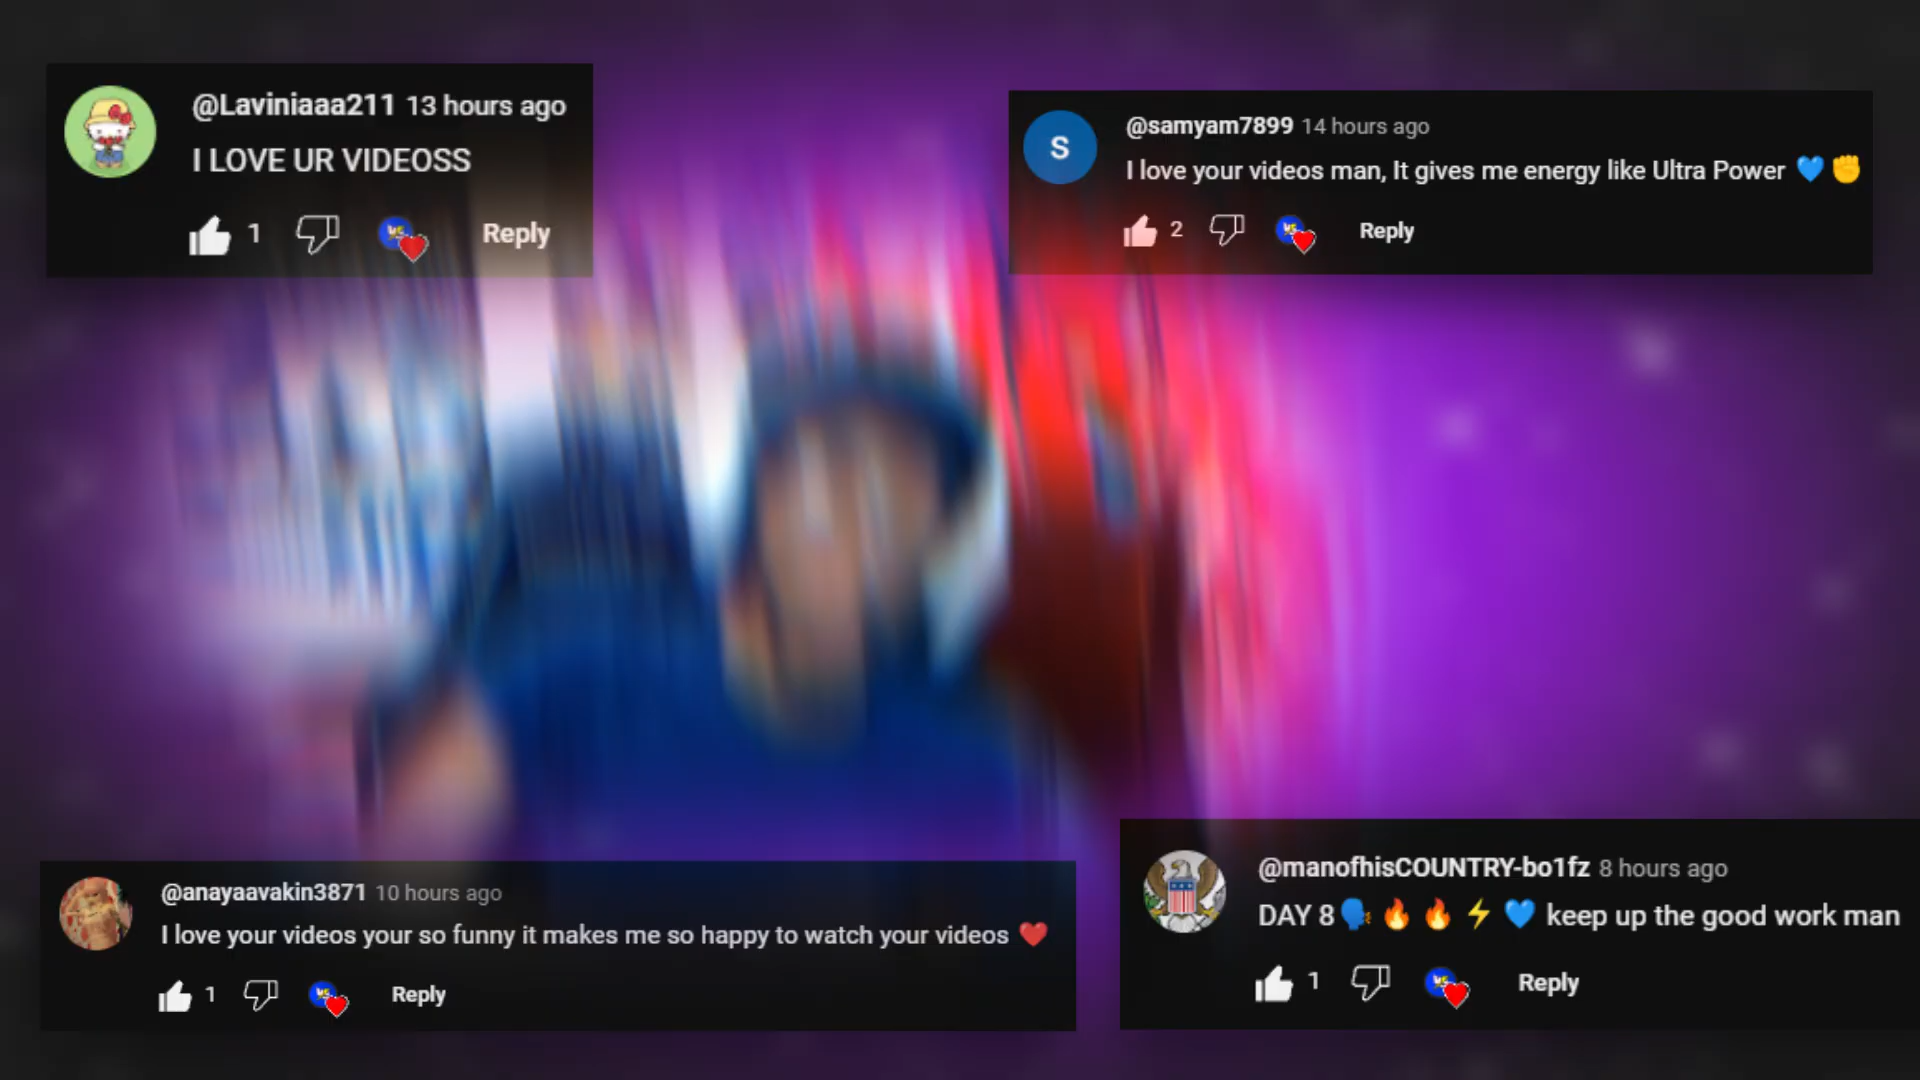 @Laviniaaa211 13 hours ago
I LOVE UR VIDEOSS
1 Reply
S
@samyam7899 14 hours ago
I love your videos man, It gives me energy like Ultra Power 💙✊
2 Reply
@anayaavakin3871 10 hours ago
I love your videos your so funny it makes me so happy to watch your videos ❤️
1 Reply
@manofhisCOUNTRY-bo1fz 8 hours ago
DAY 8🗣️🔥🔥⚡💙 keep up the good work man
1 Reply